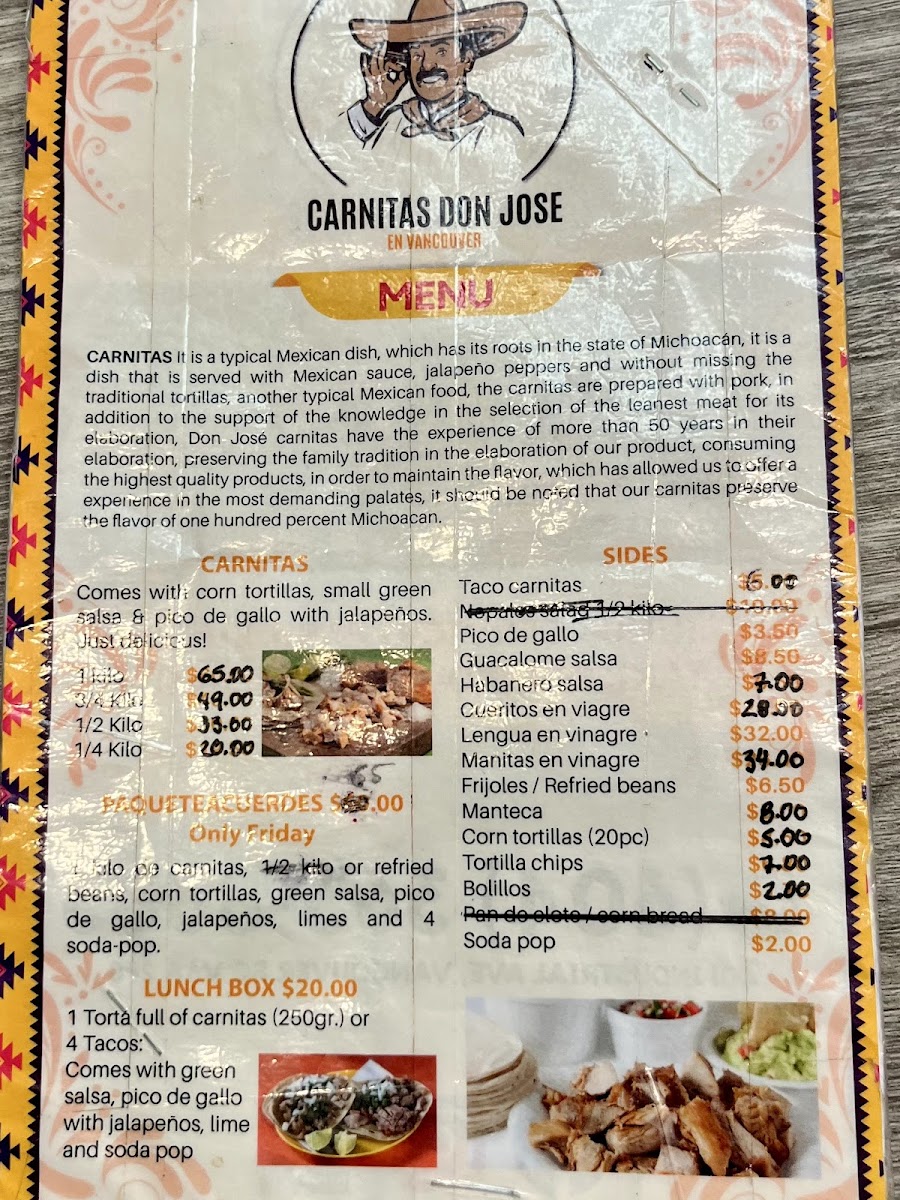 CARNITAS DON JOSE
EN VANCOUVER
MENU
CARNITAS It is a typical Mexican dish, which has its roots in the state of Michoacán, it is a
dish that is served with Mexican sauce, jalapeño peppers and without missing the
traditional tortillas, another typical Mexican food, the carnitas are prepared with pork, in
addition to the support of the knowledge in the selection of the leanest meat for its
elaboration, Don José carnitas have the experience of more than 50 years in their
elaboration, preserving the family tradition in the elaboration of our product, consuming
the highest quality products, in order to maintain the flavor, which has allowed us to offer a
experience in the most demanding palates, it should be noted that our carnitas preserve
the flavor of one hundred percent Michoacan.
CARNITAS
Comes with corn tortillas, small green
salsa & pico de gallo with jalapeños.
Just delicious!
1 kilo $65.00
3/4 Kilo $49.00
1/2 Kilo $33.00
1/4 Kilo $20.00
PAQUETEACUERDES $65.00
Only Friday
1 kilo de carnitas, 1/2 kilo or refried
beans, corn tortillas, green salsa, pico
de gallo, jalapeños, limes and 4
soda-pop.
LUNCH BOX $20.00
1 Torta full of carnitas (250gr.) or
4 Tacos:
Comes with green
salsa, pico de gallo
with jalapeños, lime
and soda pop
SIDES
Taco carnitas 6.00
Nopales salad 1/2 kilo
Pico de gallo $3.50
Guacalome salsa $8.50
Habanero salsa $7.00
Cueritos en viagre $28.00
Lengua en vinagre $32.00
Manitas en vinagre $34.00
Frijoles / Refried beans $6.50
Manteca $8.00
Corn tortillas (20pc) $5.00
Tortilla chips $7.00
Bolillos $2.00
Pan de elote / corn bread $8.00
Soda pop $2.00